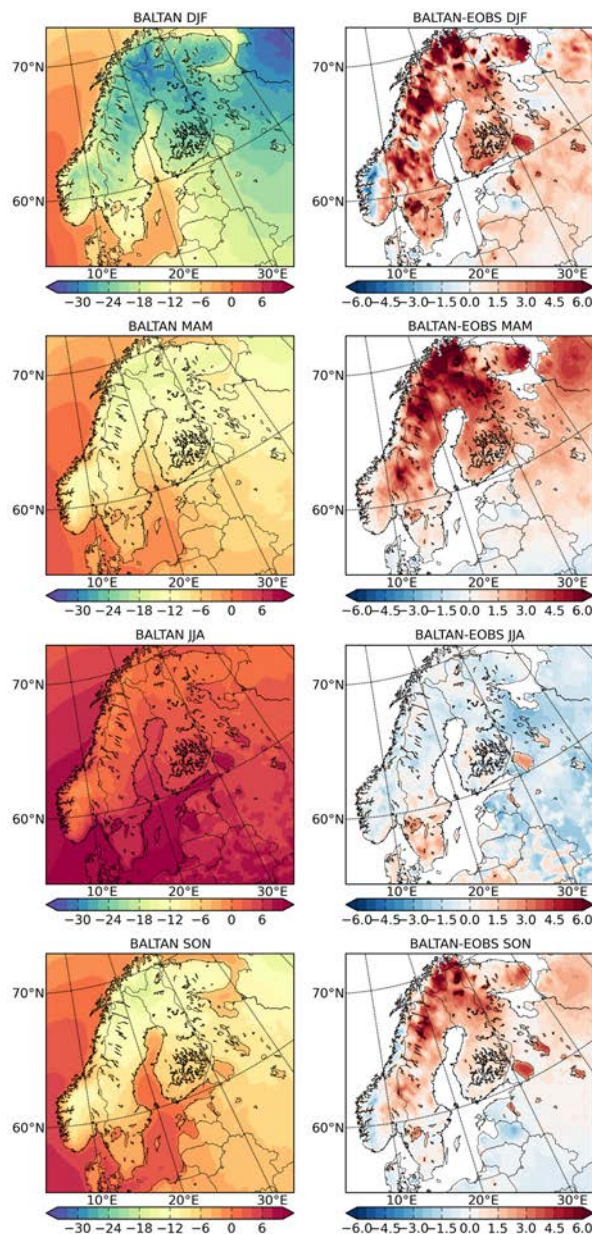 BALTAN DJF BALTAN-EOBS DJF
70°N 70°N
60°N 60°N
10°E 20°E 30°E 10°E 20°E 30°E
−30 −24 −18 −12 −6 0 6 −6.0−4.5−3.0−1.5 0.0 1.5 3.0 4.5 6.0
BALTAN MAM BALTAN-EOBS MAM
70°N 70°N
60°N 60°N
10°E 20°E 30°E 10°E 20°E 30°E
−30 −24 −18 −12 −6 0 6 −6.0−4.5−3.0−1.5 0.0 1.5 3.0 4.5 6.0
BALTAN JJA BALTAN-EOBS JJA
70°N 70°N
60°N 60°N
10°E 20°E 30°E 10°E 20°E 30°E
−30 −24 −18 −12 −6 0 6 −6.0−4.5−3.0−1.5 0.0 1.5 3.0 4.5 6.0
BALTAN SON BALTAN-EOBS SON
70°N 70°N
60°N 60°N
10°E 20°E 30°E 10°E 20°E 30°E
−30 −24 −18 −12 −6 0 6 −6.0−4.5−3.0−1.5 0.0 1.5 3.0 4.5 6.0